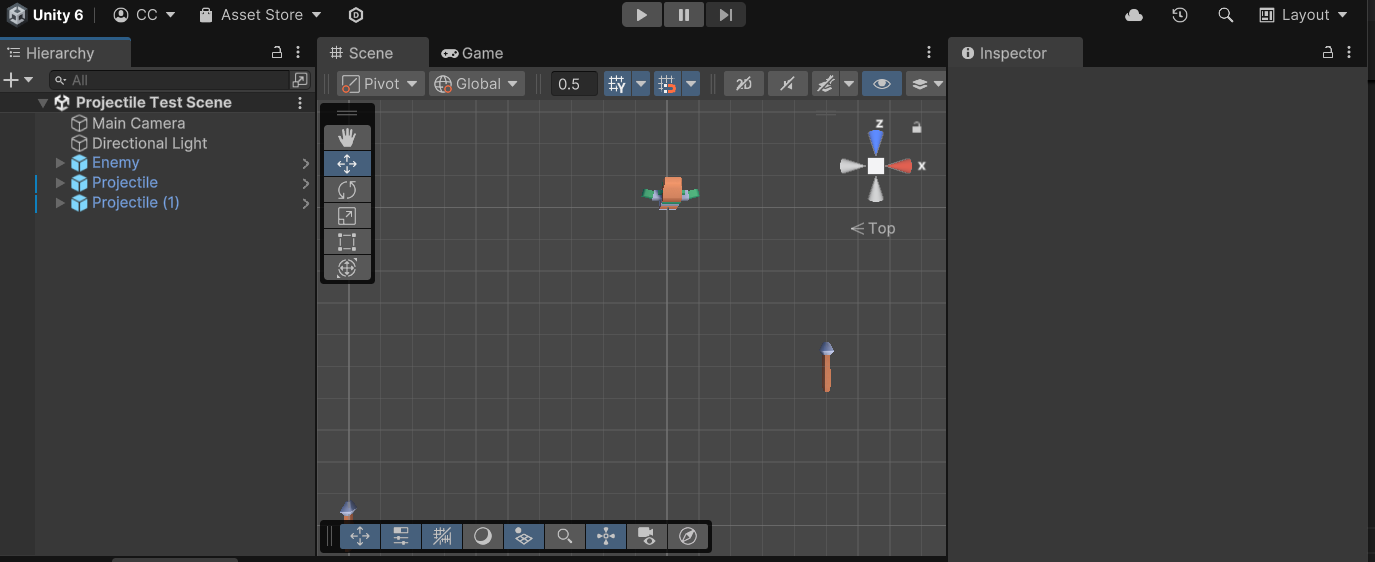 Unity 6 CC Asset Store Layout
Hierarchy
All
Projectile Test Scene
Main Camera
Directional Light
Enemy
Projectile
Projectile (1)
Scene Game
Pivot Global 0.5 2D
z
x
Top
Inspector